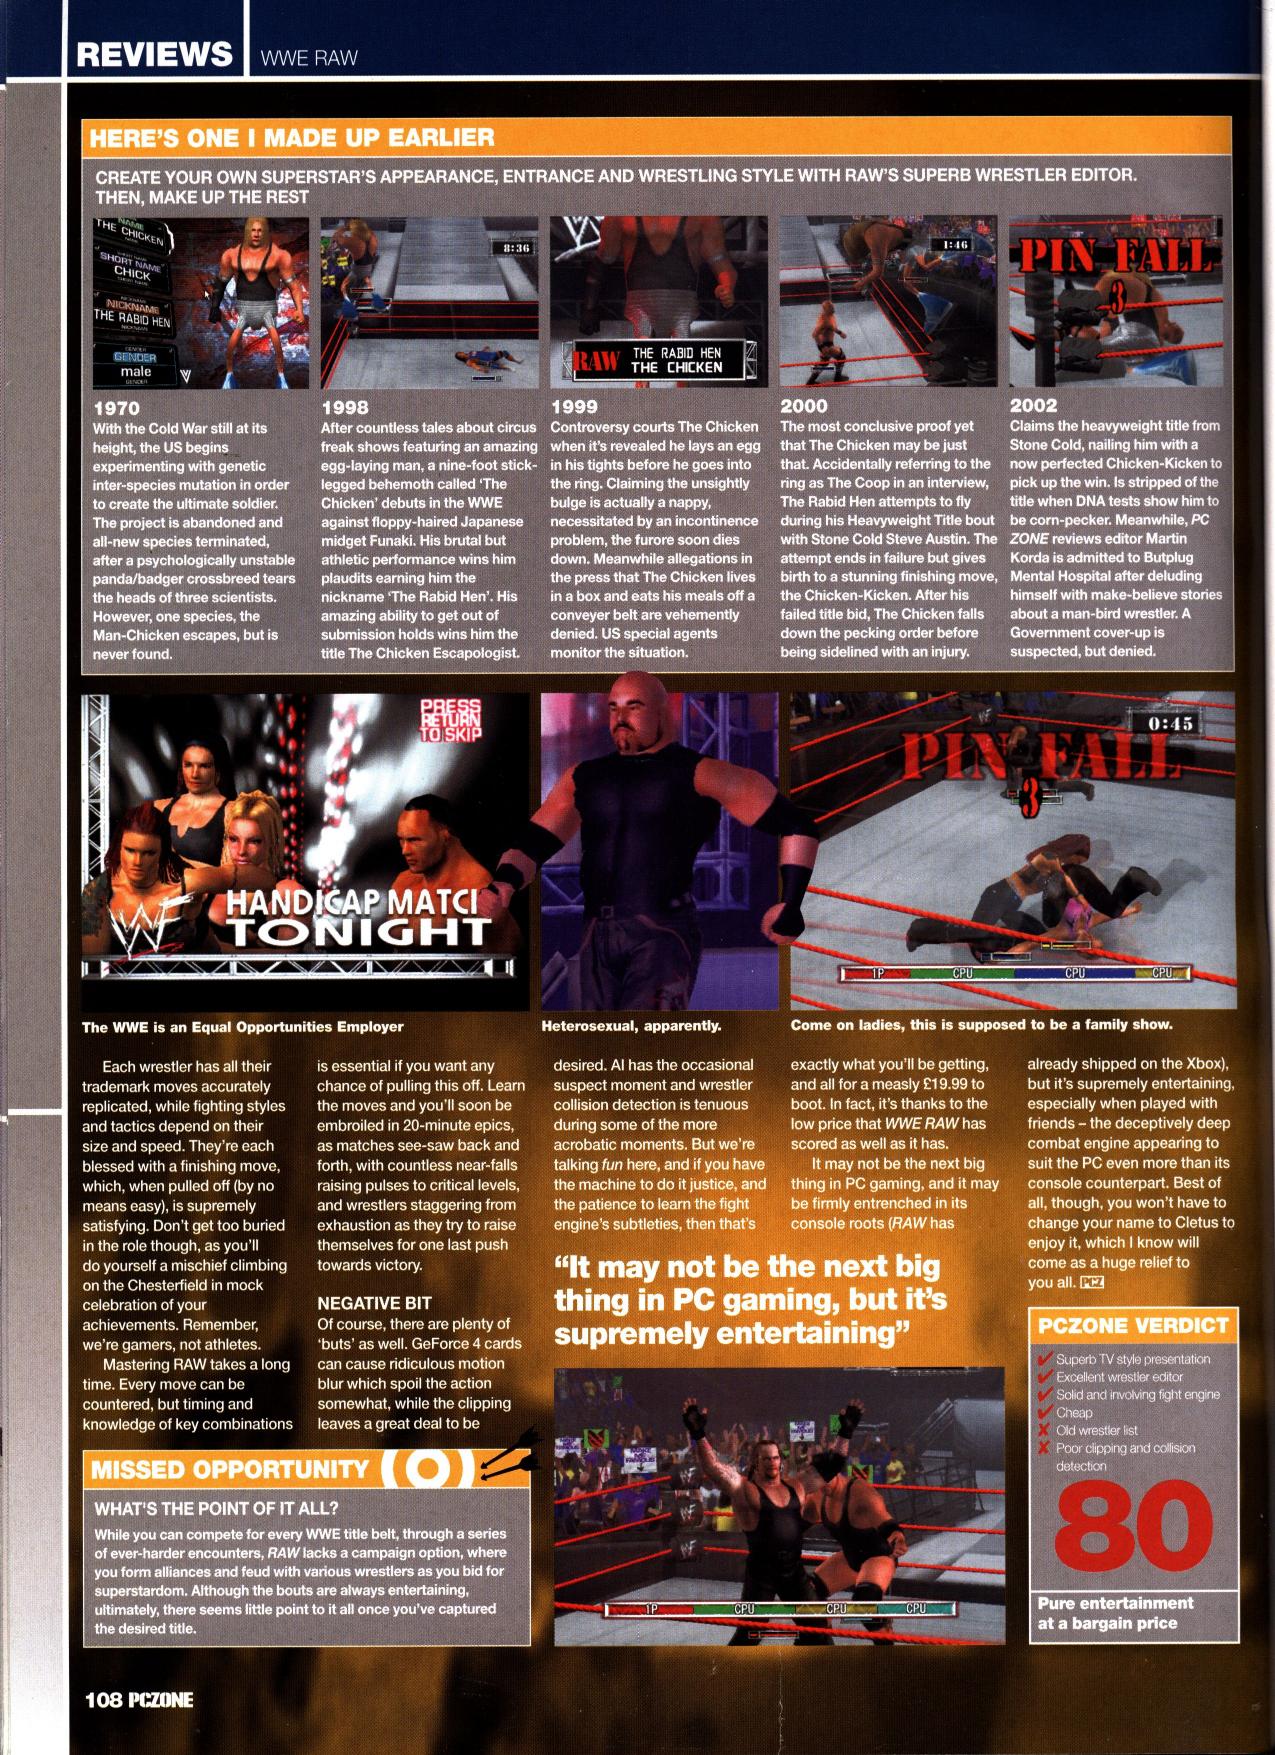 REVIEWS
WWE RAW
HERE'S ONE I MADE UP EARLIER
CREATE YOUR OWN SUPERSTAR'S APPEARANCE, ENTRANCE AND WRESTLING STYLE WITH RAW'S SUPERB WRESTLER EDITOR.
THEN, MAKE UP THE REST
NAME
THE CHICKEN
NAME
SHORT NAME
CHICK
SHORT NAME
NICKNAME
THE RABID HEN
NICKNAME
GENDER
GENDER
male
GENDER
8:36
RAW
THE RABID HEN
THE CHICKEN
1:46
PIN FALL
3
1970
With the Cold War still at its
height, the US begins
experimenting with genetic
inter-species mutation in order
to create the ultimate soldier.
The project is abandoned and
all-new species terminated,
after a psychologically unstable
panda/badger crossbreed tears
the heads of three scientists.
However, one species, the
Man-Chicken escapes, but is
never found.
1998
After countless tales about circus
freak shows featuring an amazing
egg-laying man, a nine-foot stick-
legged behemoth called 'The
Chicken' debuts in the WWE
against floppy-haired Japanese
midget Funaki. His brutal but
athletic performance wins him
plaudits earning him the
nickname 'The Rabid Hen'. His
amazing ability to get out of
submission holds wins him the
title The Chicken Escapologist.
1999
Controversy courts The Chicken
when it's revealed he lays an egg
in his tights before he goes into
the ring. Claiming the unsightly
bulge is actually a nappy,
necessitated by an incontinence
problem, the furore soon dies
down. Meanwhile allegations in
the press that The Chicken lives
in a box and eats his meals off a
conveyer belt are vehemently
denied. US special agents
monitor the situation.
2000
The most conclusive proof yet
that The Chicken may be just
that. Accidentally referring to the
ring as The Coop in an interview,
The Rabid Hen attempts to fly
during his Heavyweight Title bout
with Stone Cold Steve Austin. The
attempt ends in failure but gives
birth to a stunning finishing move,
the Chicken-Kicken. After his
failed title bid, The Chicken falls
down the pecking order before
being sidelined with an injury.
2002
Claims the heavyweight title from
Stone Cold, nailing him with a
now perfected Chicken-Kicken to
pick up the win. Is stripped of the
title when DNA tests show him to
be corn-pecker. Meanwhile, PC
ZONE reviews editor Martin
Korda is admitted to Butplug
Mental Hospital after deluding
himself with make-believe stories
about a man-bird wrestler. A
Government cover-up is
suspected, but denied.
PRESS
RETURN
TO SKIP
WF
HANDICAP MATCH
TONIGHT
0:45
PIN FALL
3
1P CPU CPU CPU
The WWE is an Equal Opportunities Employer
Heterosexual, apparently.
Come on ladies, this is supposed to be a family show.
Each wrestler has all their
trademark moves accurately
replicated, while fighting styles
and tactics depend on their
size and speed. They're each
blessed with a finishing move,
which, when pulled off (by no
means easy), is supremely
satisfying. Don't get too buried
in the role though, as you'll
do yourself a mischief climbing
on the Chesterfield in mock
celebration of your
achievements. Remember,
we're gamers, not athletes.
Mastering RAW takes a long
time. Every move can be
countered, but timing and
knowledge of key combinations
is essential if you want any
chance of pulling this off. Learn
the moves and you'll soon be
embroiled in 20-minute epics,
as matches see-saw back and
forth, with countless near-falls
raising pulses to critical levels,
and wrestlers staggering from
exhaustion as they try to raise
themselves for one last push
towards victory.
NEGATIVE BIT
Of course, there are plenty of
'buts' as well. GeForce 4 cards
can cause ridiculous motion
blur which spoil the action
somewhat, while the clipping
leaves a great deal to be
desired. AI has the occasional
suspect moment and wrestler
collision detection is tenuous
during some of the more
acrobatic moments. But we're
talking fun here, and if you have
the machine to do it justice, and
the patience to learn the fight
engine's subtleties, then that's
exactly what you'll be getting,
and all for a measly £19.99 to
boot. In fact, it's thanks to the
low price that WWE RAW has
scored as well as it has.
It may not be the next big
thing in PC gaming, and it may
be firmly entrenched in its
console roots (RAW has
already shipped on the Xbox),
but it's supremely entertaining,
especially when played with
friends – the deceptively deep
combat engine appearing to
suit the PC even more than its
console counterpart. Best of
all, though, you won't have to
change your name to Cletus to
enjoy it, which I know will
come as a huge relief to
you all. PCZ
"It may not be the next big
thing in PC gaming, but it's
supremely entertaining"
1P CPU CPU CPU
MISSED OPPORTUNITY
WHAT'S THE POINT OF IT ALL?
While you can compete for every WWE title belt, through a series
of ever-harder encounters, RAW lacks a campaign option, where
you form alliances and feud with various wrestlers as you bid for
superstardom. Although the bouts are always entertaining,
ultimately, there seems little point to it all once you've captured
the desired title.
PCZONE VERDICT
✓ Superb TV style presentation
✓ Excellent wrestler editor
✓ Solid and involving fight engine
✓ Cheap
✗ Old wrestler list
✗ Poor clipping and collision
detection
80
Pure entertainment
at a bargain price
108 PCZONE